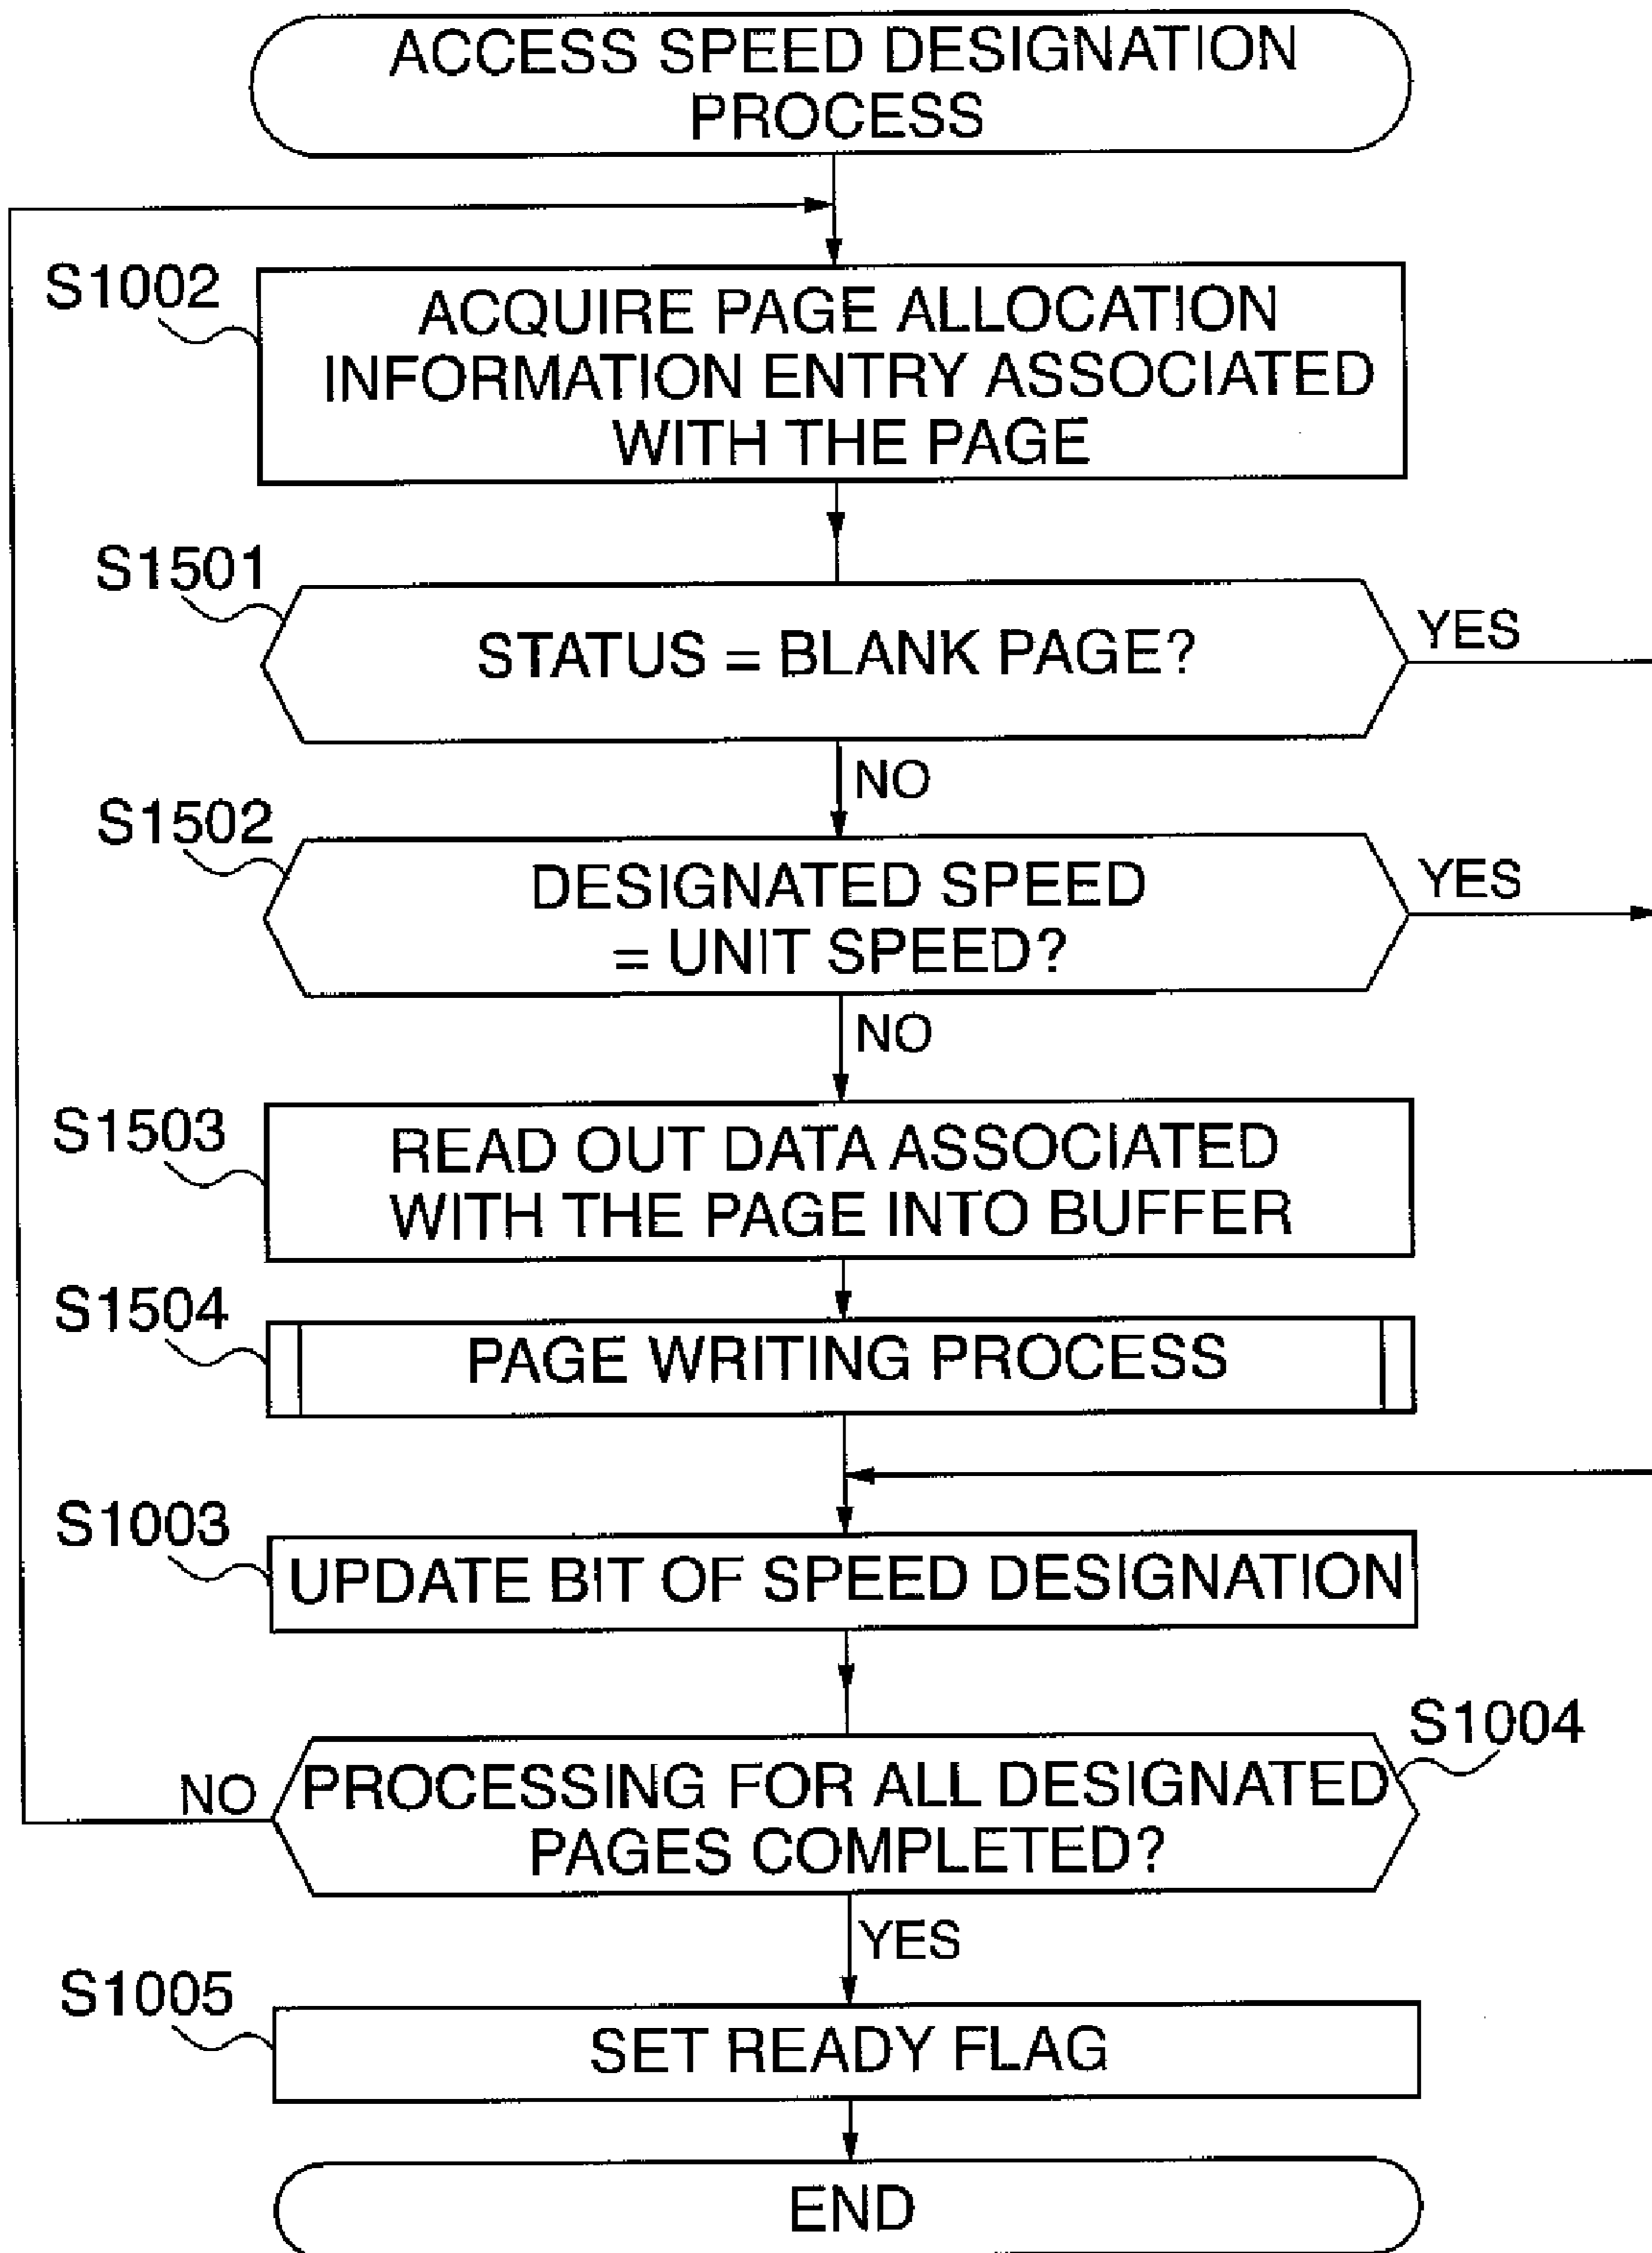 ACCESS SPEED DESIGNATION
PROCESS
S1002
ACQUIRE PAGE ALLOCATION
INFORMATION ENTRY ASSOCIATED
WITH THE PAGE
S1501
STATUS = BLANK PAGE?
YES
NO
S1502
DESIGNATED SPEED
= UNIT SPEED?
YES
NO
S1503
READ OUT DATA ASSOCIATED
WITH THE PAGE INTO BUFFER
S1504
PAGE WRITING PROCESS
S1003
UPDATE BIT OF SPEED DESIGNATION
S1004
NO
PROCESSING FOR ALL DESIGNATED
PAGES COMPLETED?
YES
S1005
SET READY FLAG
END